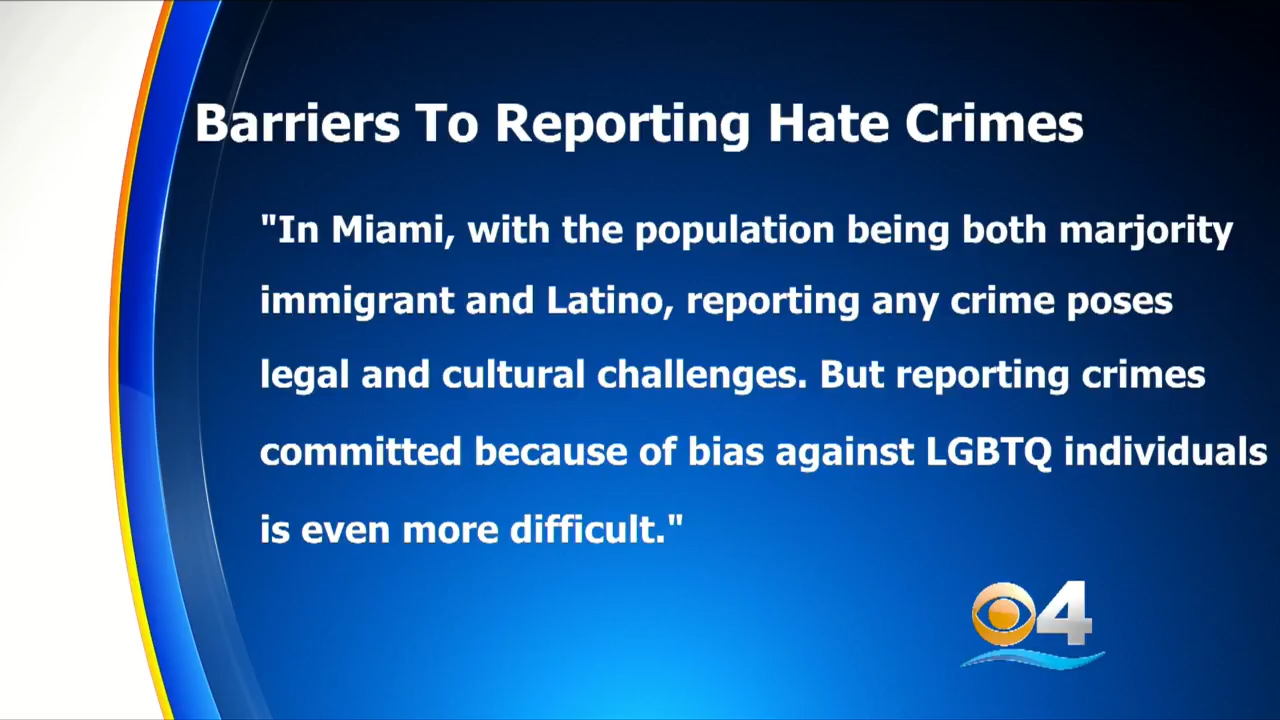 Barriers To Reporting Hate Crimes
"In Miami, with the population being both marjority
immigrant and Latino, reporting any crime poses
legal and cultural challenges. But reporting crimes
committed because of bias against LGBTQ individuals
is even more difficult."
4